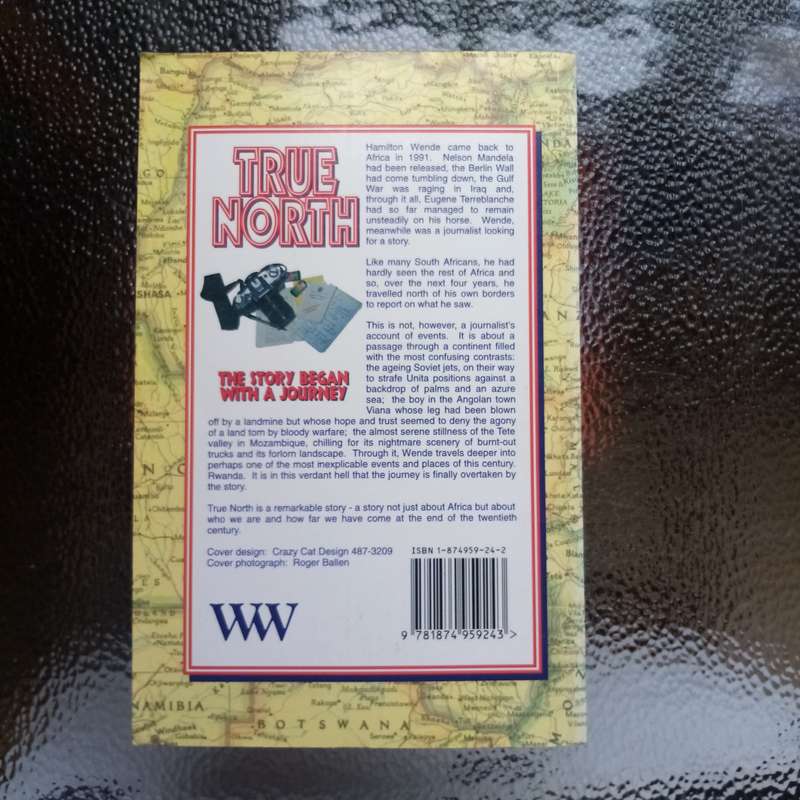 TRUE
NORTH
Hamilton Wende came back to
Africa in 1991. Nelson Mandela
had been released, the Berlin Wall
had come tumbling down, the Gulf
War was raging in Iraq and,
through it all, Eugene Terreblanche
had so far managed to remain
unsteadily on his horse. Wende,
meanwhile was a journalist looking
for a story.
Like many South Africans, he had
hardly seen the rest of Africa and
so, over the next four years, he
travelled north of his own borders
to report on what he saw.
THE STORY BEGAN
WITH A JOURNEY
This is not, however, a journalist's
account of events. It is about a
passage through a continent filled
with the most confusing contrasts:
the ageing Soviet jets, on their way
to strafe Unita positions against a
backdrop of palms and an azure
sea; the boy in the Angolan town
Viana whose leg had been blown
off by a landmine but whose hope and trust seemed to deny the agony
of a land torn by bloody warfare; the almost serene stillness of the Tete
valley in Mozambique, chilling for its nightmare scenery of burnt-out
trucks and its forlorn landscape. Through it, Wende travels deeper into
perhaps one of the most inexplicable events and places of this century.
Rwanda. It is in this verdant hell that the journey is finally overtaken by
the story.
True North is a remarkable story - a story not just about Africa but about
who we are and how far we have come at the end of the twentieth
century.
Cover design: Crazy Cat Design 487-3209
Cover photograph: Roger Ballen
ISBN 1-874959-24-2
9 781874 959243 >
WW
NAMIBIA
BOTSWANA
Windhoek
Gobabis